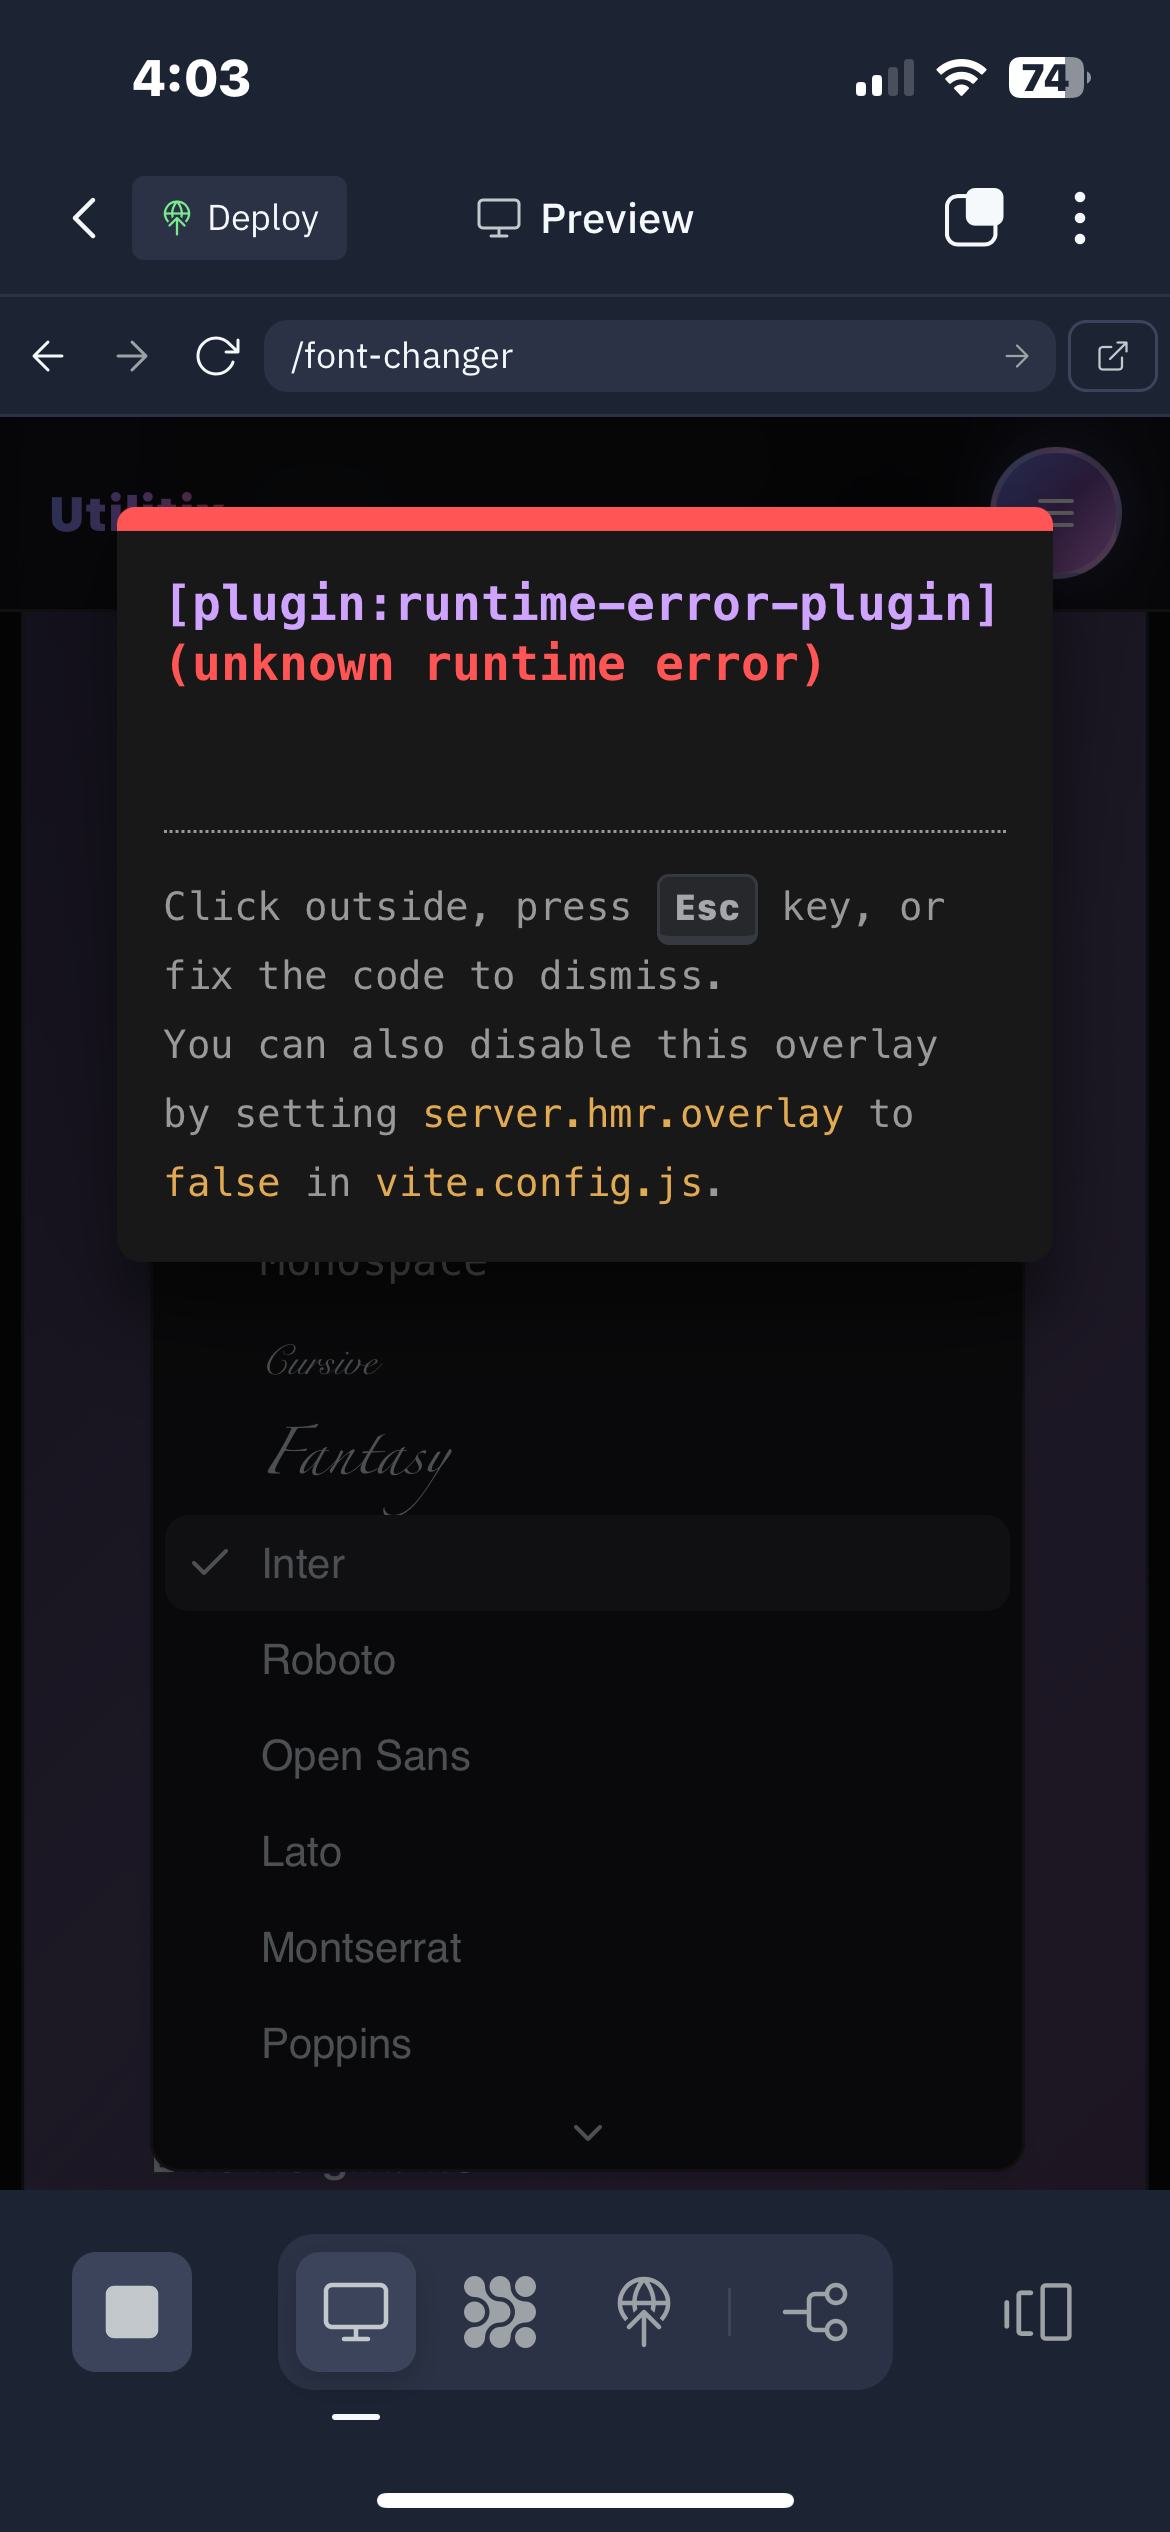 4:03
74
Deploy
Preview
/font-changer
[plugin:runtime-error-plugin]
(unknown runtime error)
Click outside, press Esc key, or
fix the code to dismiss.
You can also disable this overlay
by setting server.hmr.overlay to
false in vite.config.js.
Monospace
Cursive
Fantasy
Inter
Roboto
Open Sans
Lato
Montserrat
Poppins